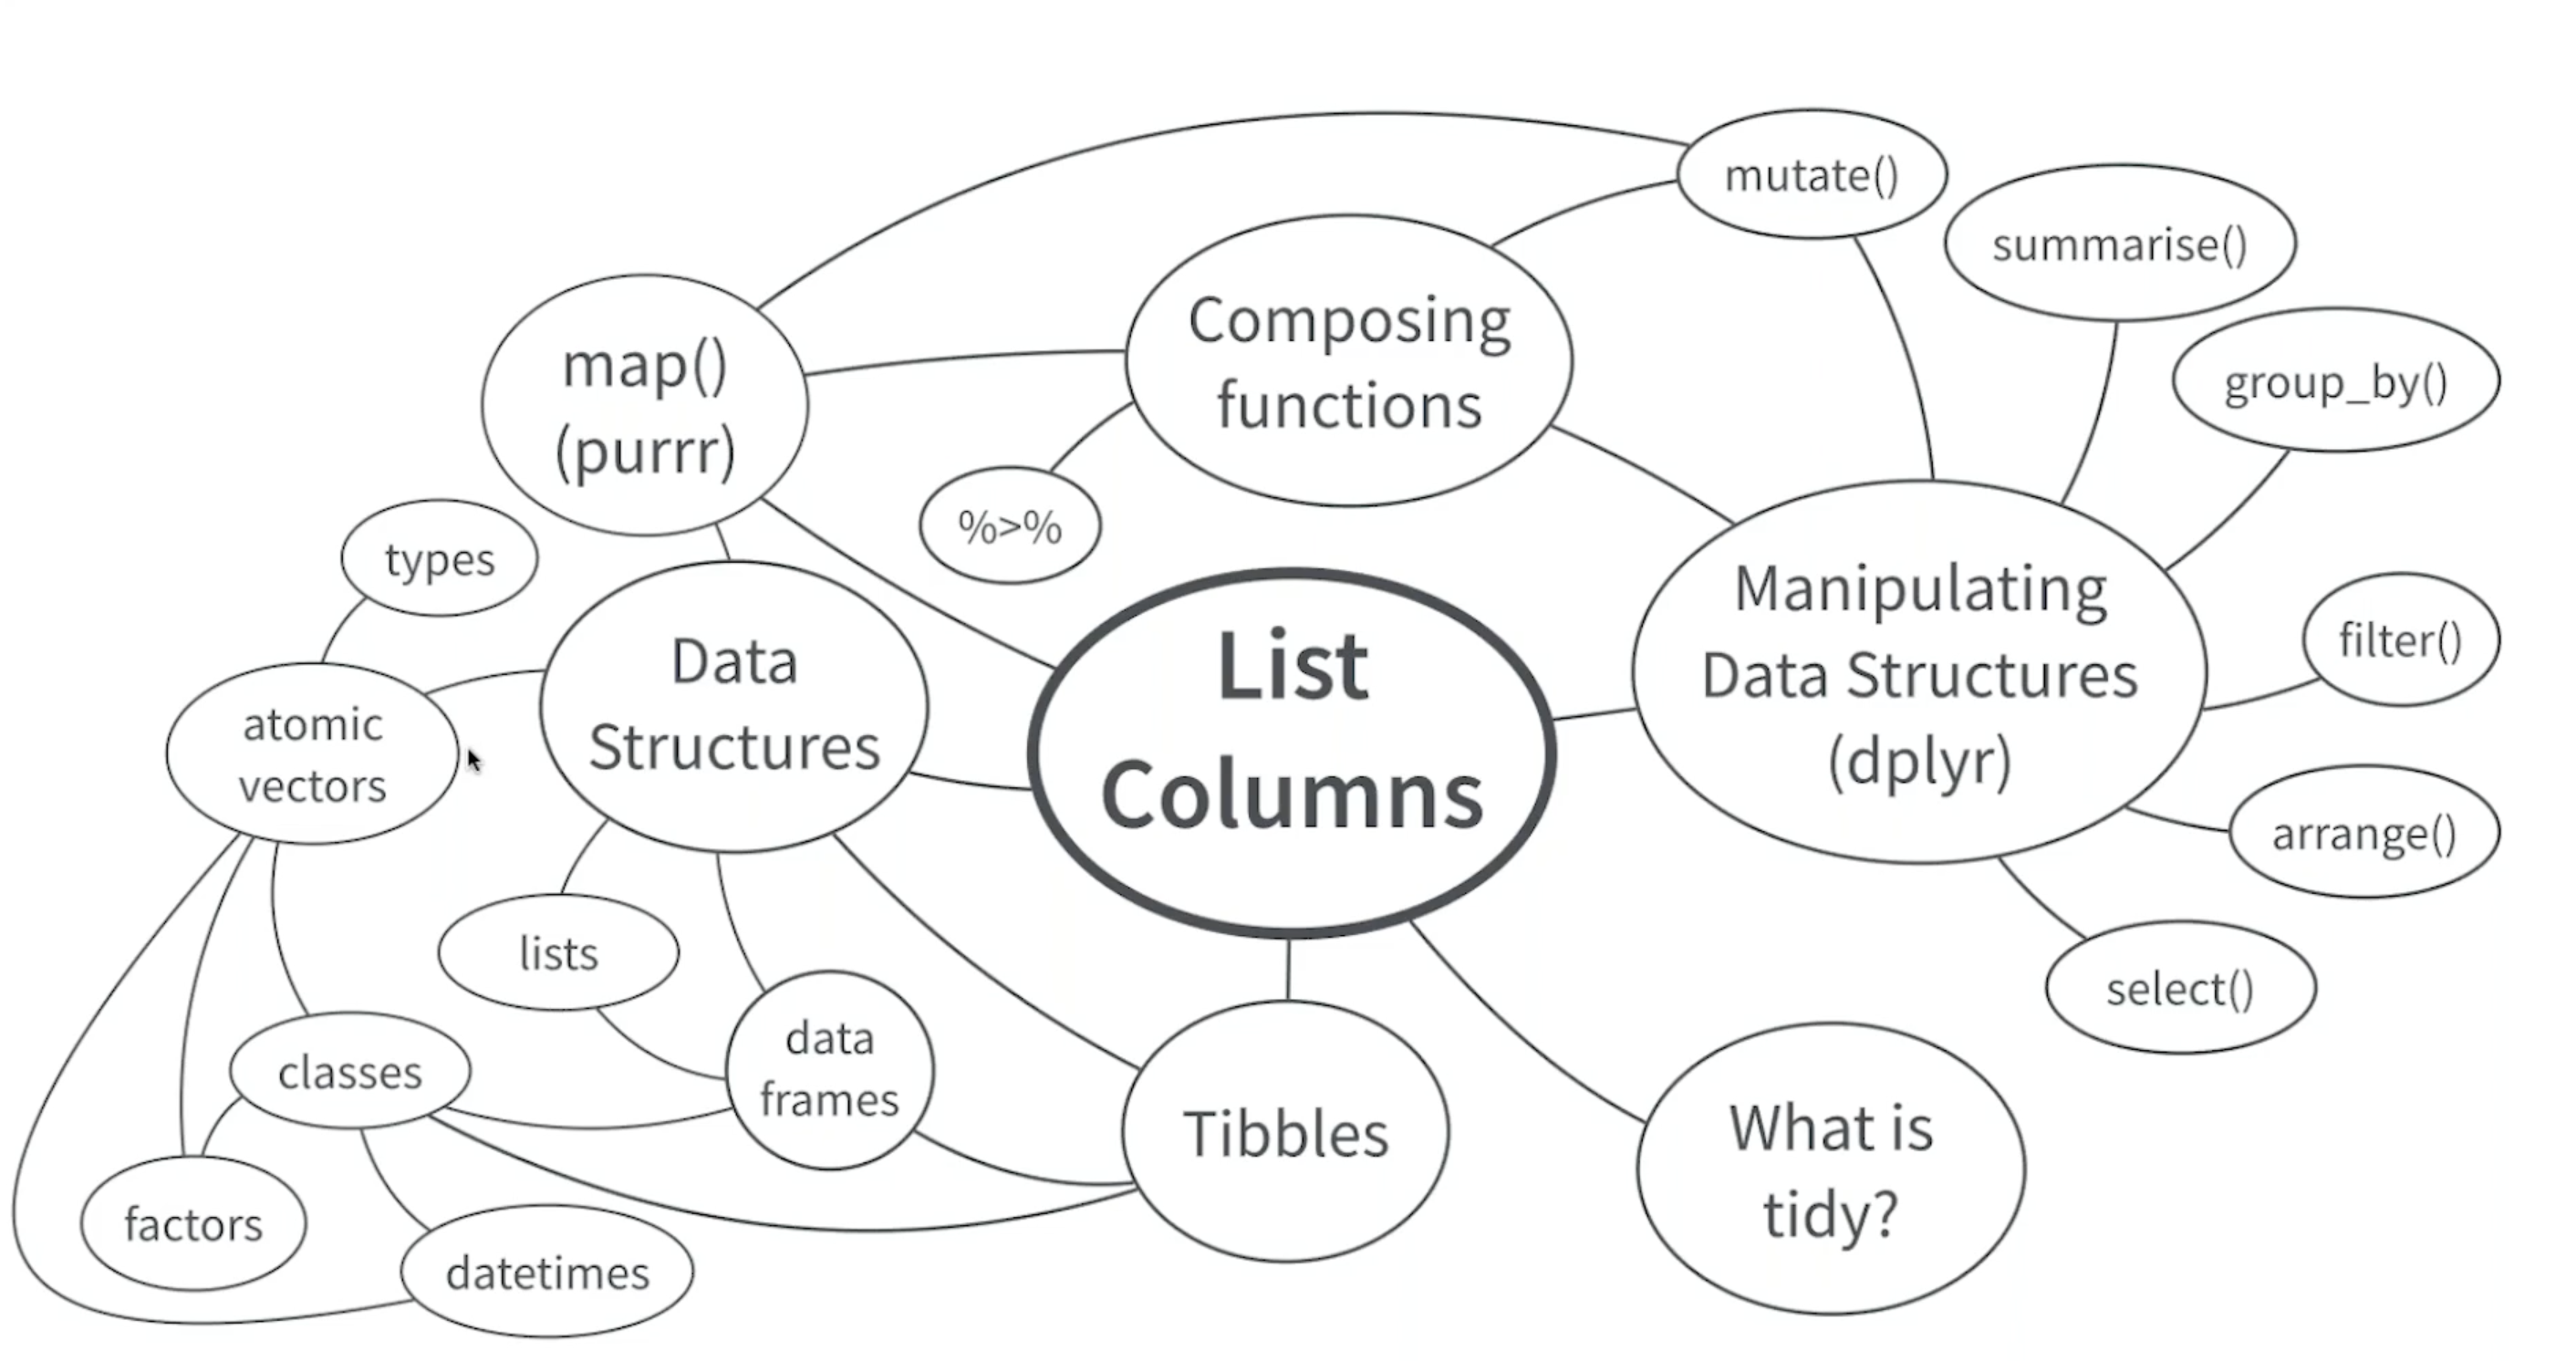 mutate()
summarise()
group_by()
Composing
functions
map()
(purrr)
%>%
types
Manipulating
Data Structures
(dplyr)
filter()
List
Columns
Data
Structures
atomic
vectors
arrange()
lists
select()
data
frames
classes
Tibbles
What is
tidy?
factors
datetimes